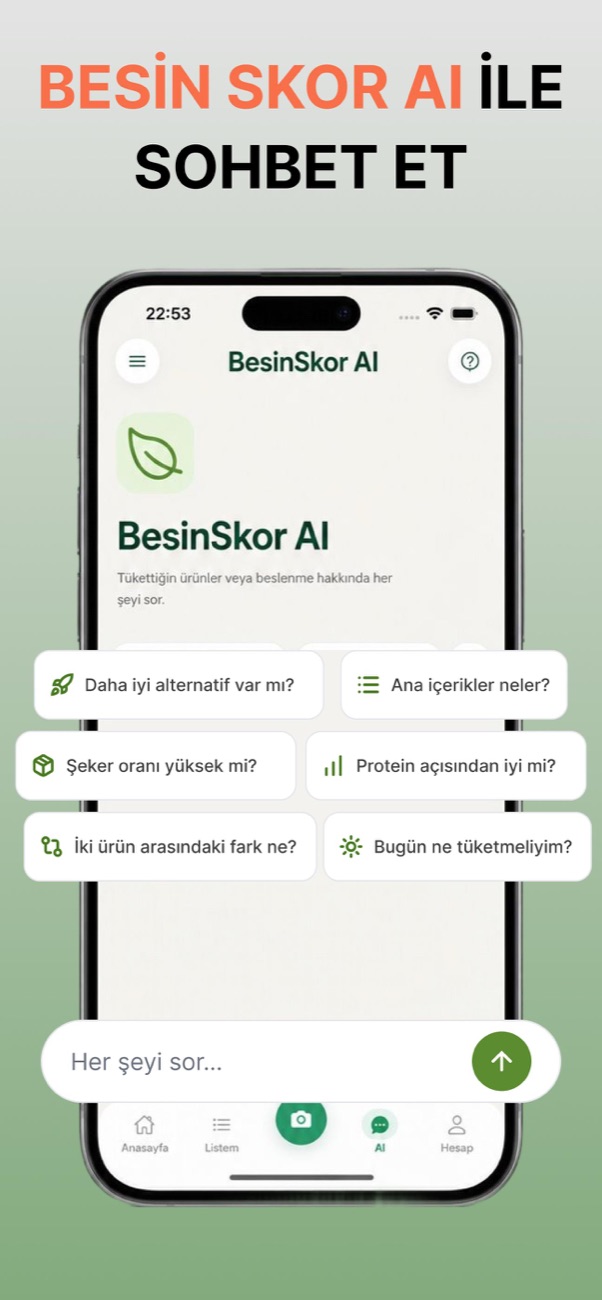 BESİN SKOR AI İLE
SOHBET ET
22:53
BesinSkor AI
BesinSkor AI
Tükettiğin ürünler veya beslenme hakkında her
şeyi sor.
Daha iyi alternatif var mı?
Ana içerikler neler?
Şeker oranı yüksek mi?
Protein açısından iyi mi?
İki ürün arasındaki fark ne?
Bugün ne tüketmeliyim?
Her şeyi sor...
Anasayfa
Listem
AI
Hesap